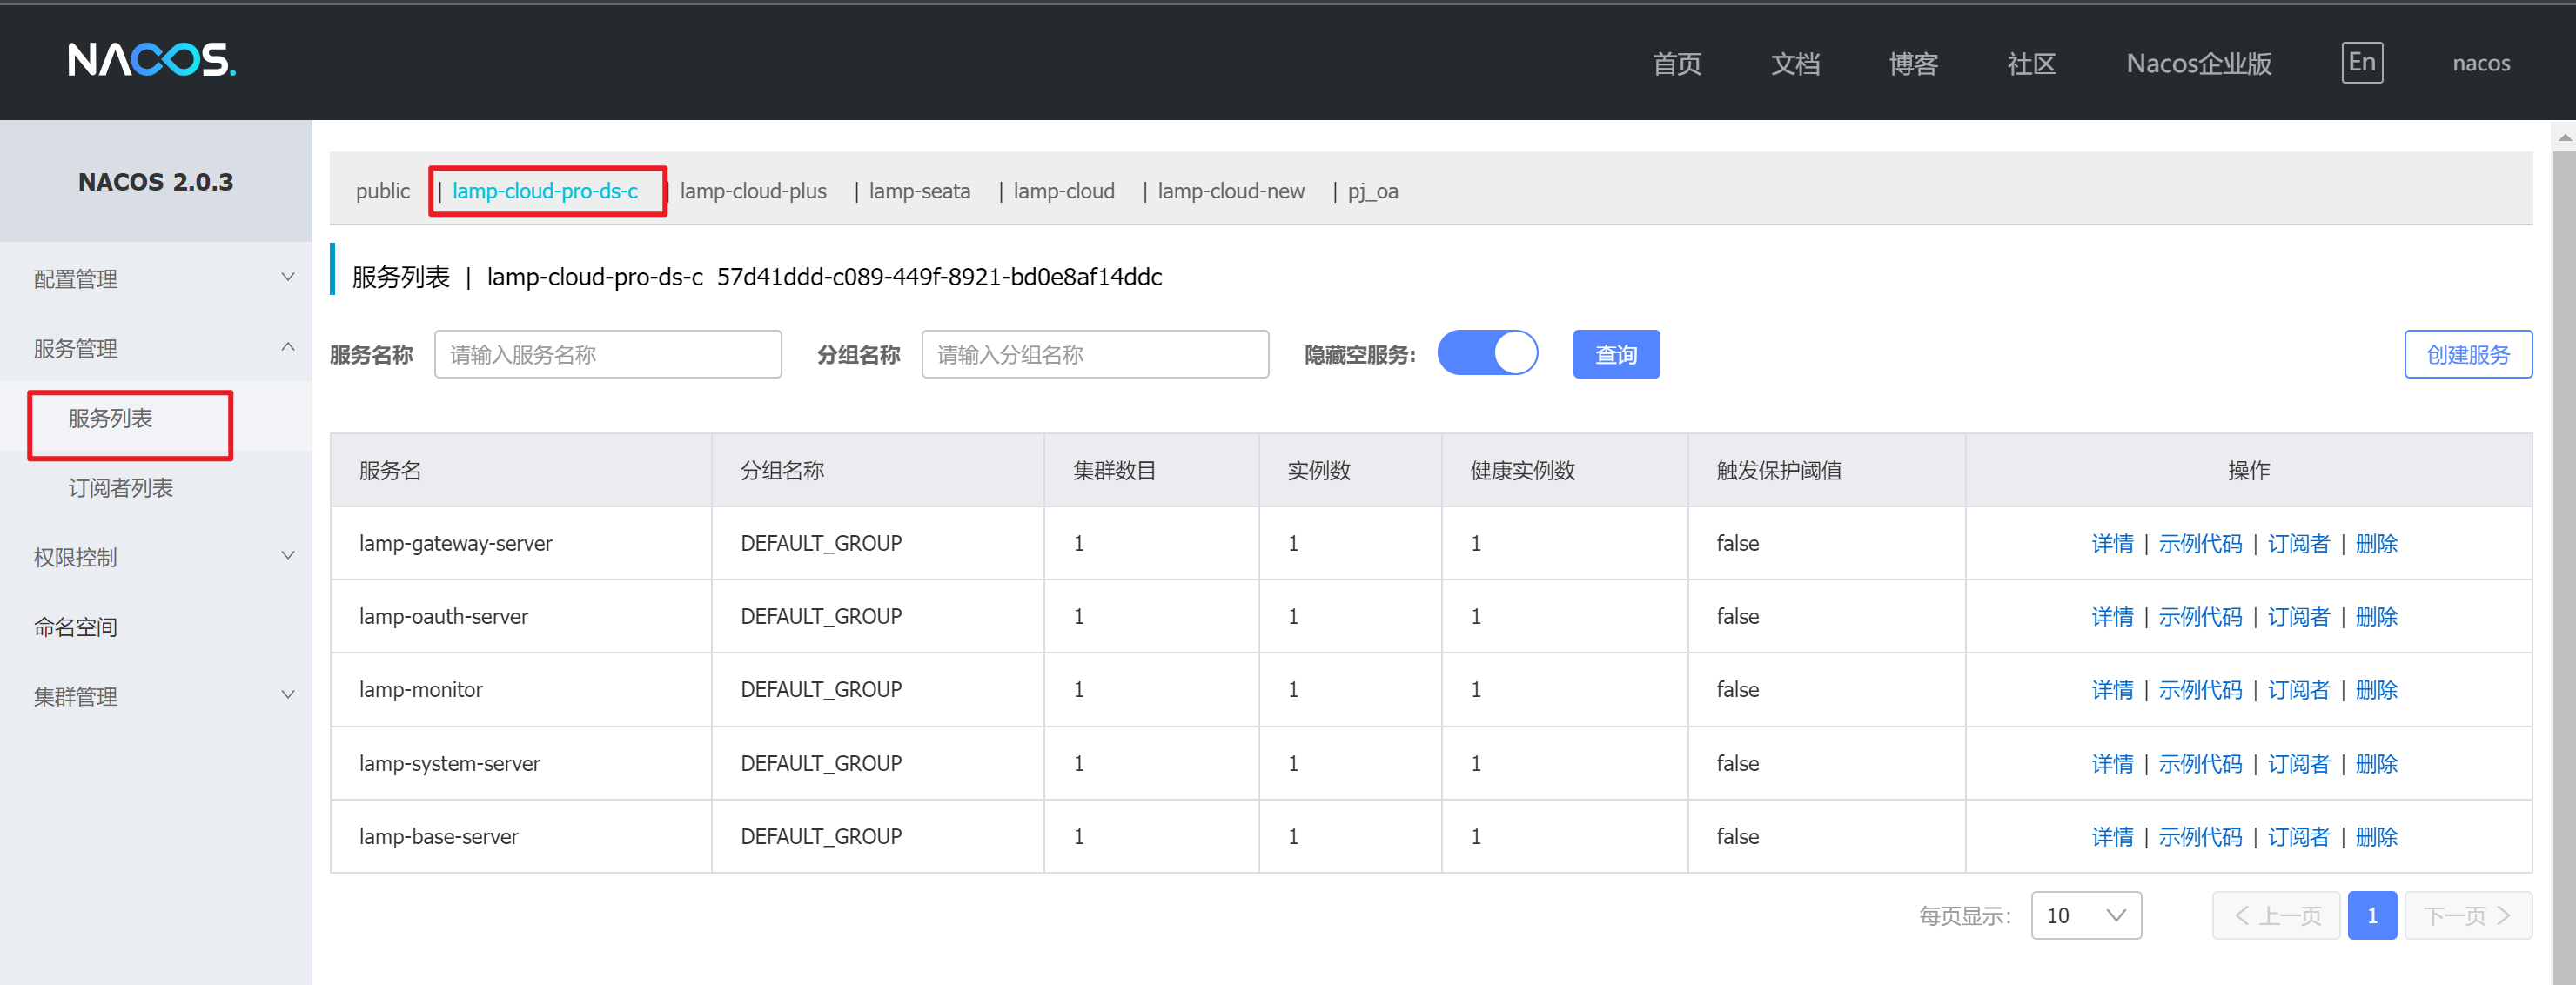 NACOS.
首页 文档 博客 社区 Nacos企业版 En nacos
NACOS 2.0.3
配置管理
服务管理
服务列表
订阅者列表
权限控制
命名空间
集群管理
public | lamp-cloud-pro-ds-c | lamp-cloud-plus | lamp-seata | lamp-cloud | lamp-cloud-new | pj_oa
服务列表 | lamp-cloud-pro-ds-c 57d41ddd-c089-449f-8921-bd0e8af14ddc
服务名称 请输入服务名称 分组名称 请输入分组名称 隐藏空服务: 查询 创建服务
服务名 分组名称 集群数目 实例数 健康实例数 触发保护阈值 操作
lamp-gateway-server DEFAULT_GROUP 1 1 1 false 详情 | 示例代码 | 订阅者 | 删除
lamp-oauth-server DEFAULT_GROUP 1 1 1 false 详情 | 示例代码 | 订阅者 | 删除
lamp-monitor DEFAULT_GROUP 1 1 1 false 详情 | 示例代码 | 订阅者 | 删除
lamp-system-server DEFAULT_GROUP 1 1 1 false 详情 | 示例代码 | 订阅者 | 删除
lamp-base-server DEFAULT_GROUP 1 1 1 false 详情 | 示例代码 | 订阅者 | 删除
每页显示: 10 上一页 1 下一页